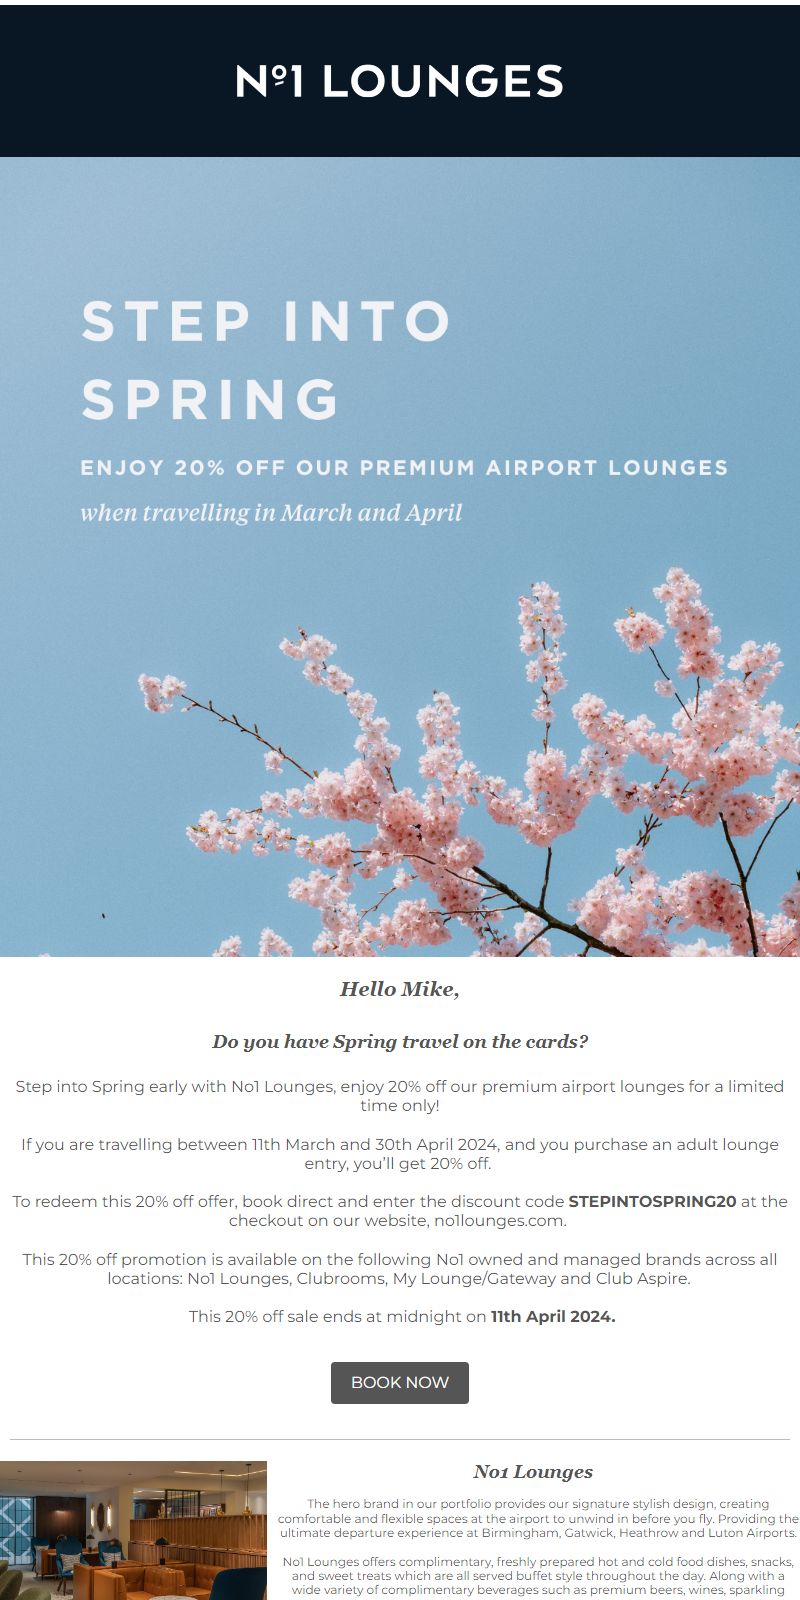 Nº1 LOUNGES
STEP INTO
SPRING
ENJOY 20% OFF OUR PREMIUM AIRPORT LOUNGES
when travelling in March and April
Hello Mike,
Do you have Spring travel on the cards?
Step into Spring early with No1 Lounges, enjoy 20% off our premium airport lounges for a limited
time only!
If you are travelling between 11th March and 30th April 2024, and you purchase an adult lounge
entry, you’ll get 20% off.
To redeem this 20% off offer, book direct and enter the discount code STEPINTOSPRING20 at the
checkout on our website, no1lounges.com.
This 20% off promotion is available on the following No1 owned and managed brands across all
locations: No1 Lounges, Clubrooms, My Lounge/Gateway and Club Aspire.
This 20% off sale ends at midnight on 11th April 2024.
BOOK NOW
No1 Lounges
The hero brand in our portfolio provides our signature stylish design, creating
comfortable and flexible spaces at the airport to unwind in before you fly. Providing the
ultimate departure experience at Birmingham, Gatwick, Heathrow and Luton Airports.
No1 Lounges offers complimentary, freshly prepared hot and cold food dishes, snacks,
and sweet treats which are all served buffet style throughout the day. Along with a
wide variety of complimentary beverages such as premium beers, wines, sparkling